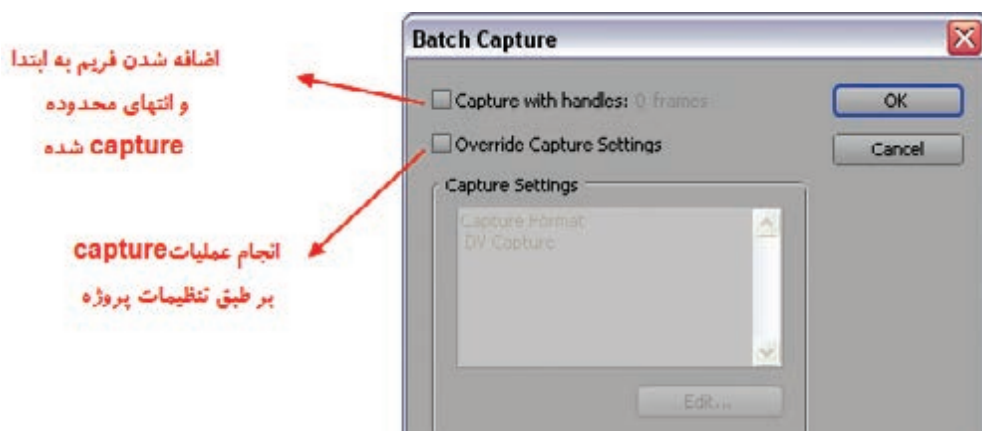 Batch Capture
اضافه شدن فریم به ابتدا
و انتهای محدوده
capture شده
Capture with handles: 0 frames
OK
Override Capture Settings
Cancel
Capture Settings
Capture Format
DV Capture
انجام عملیات capture
بر طبق تنظیمات پروژه
Edit...